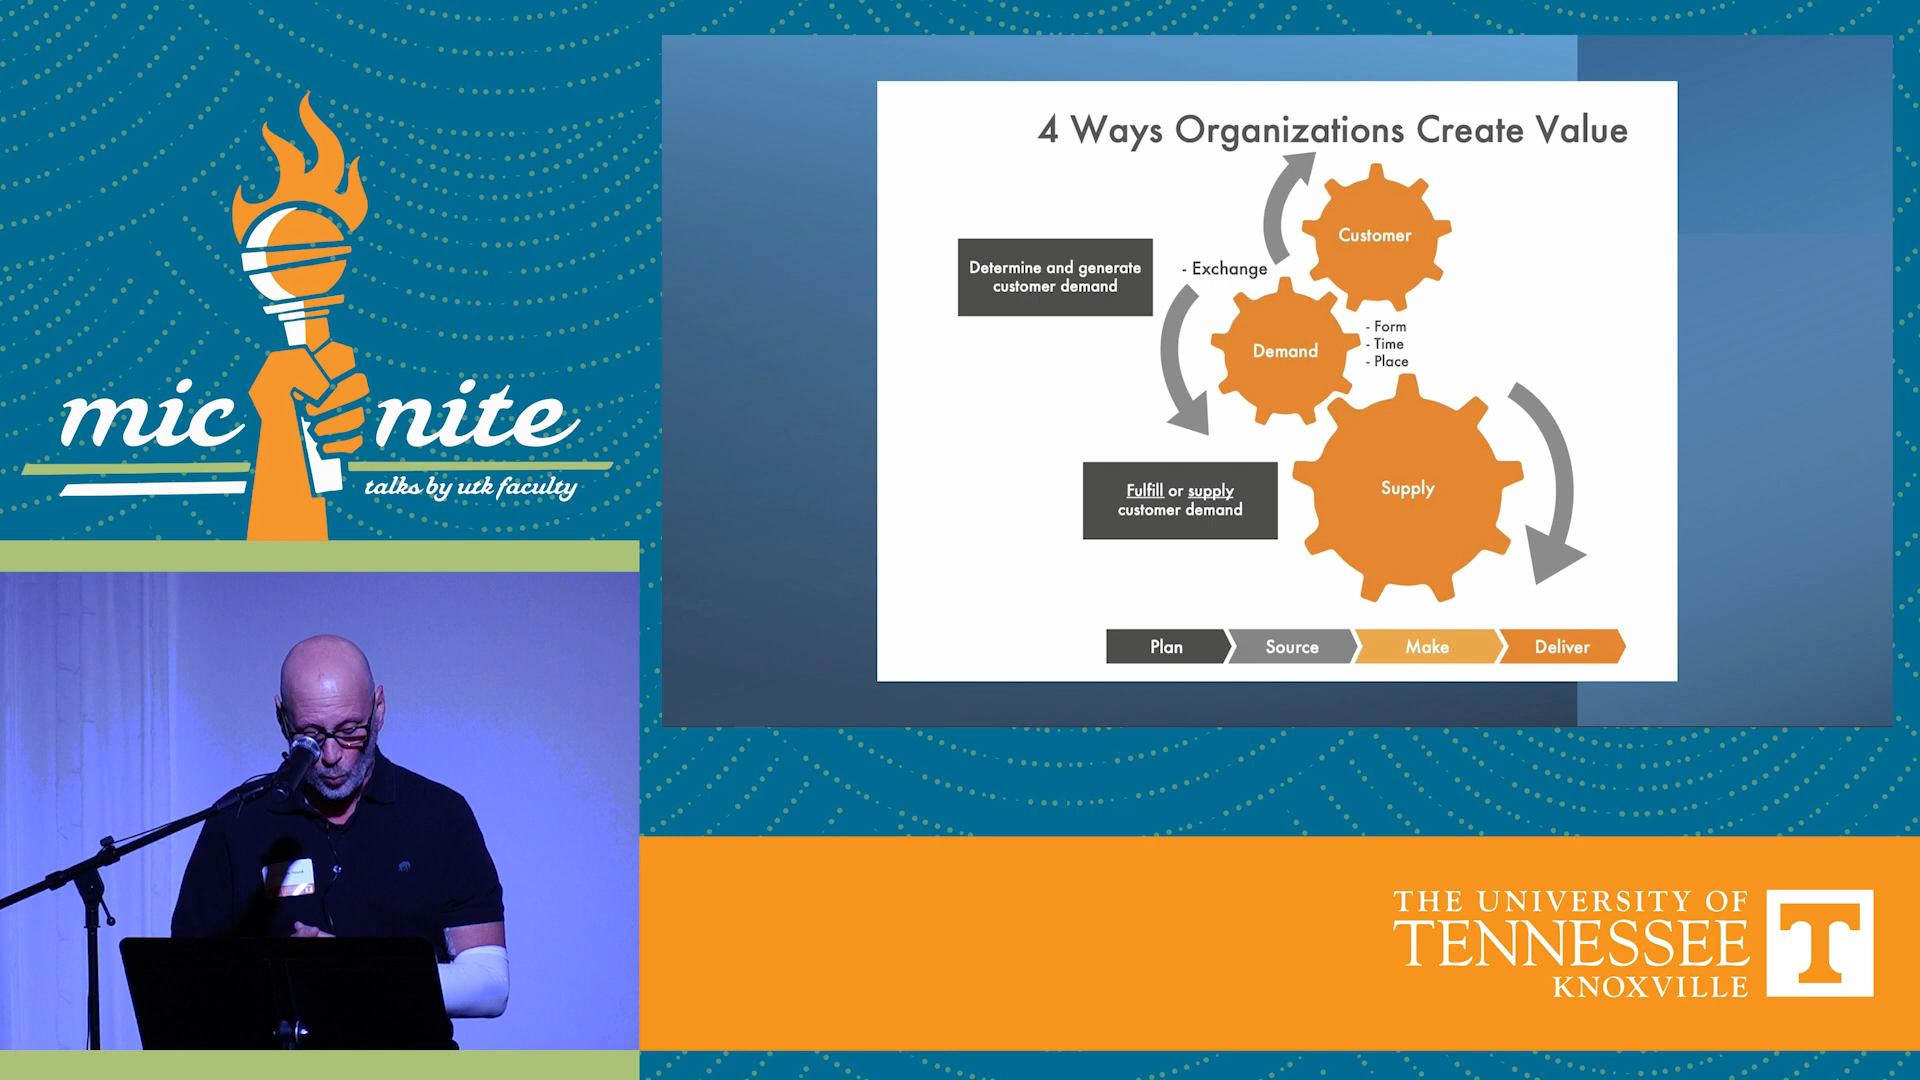 mic nite
talks by utk faculty
4 Ways Organizations Create Value
Customer
Determine and generate
customer demand
- Exchange
- Form
- Time
- Place
Demand
Fulfill or supply
customer demand
Supply
Plan
Source
Make
Deliver
THE UNIVERSITY OF
TENNESSEE
KNOXVILLE
T